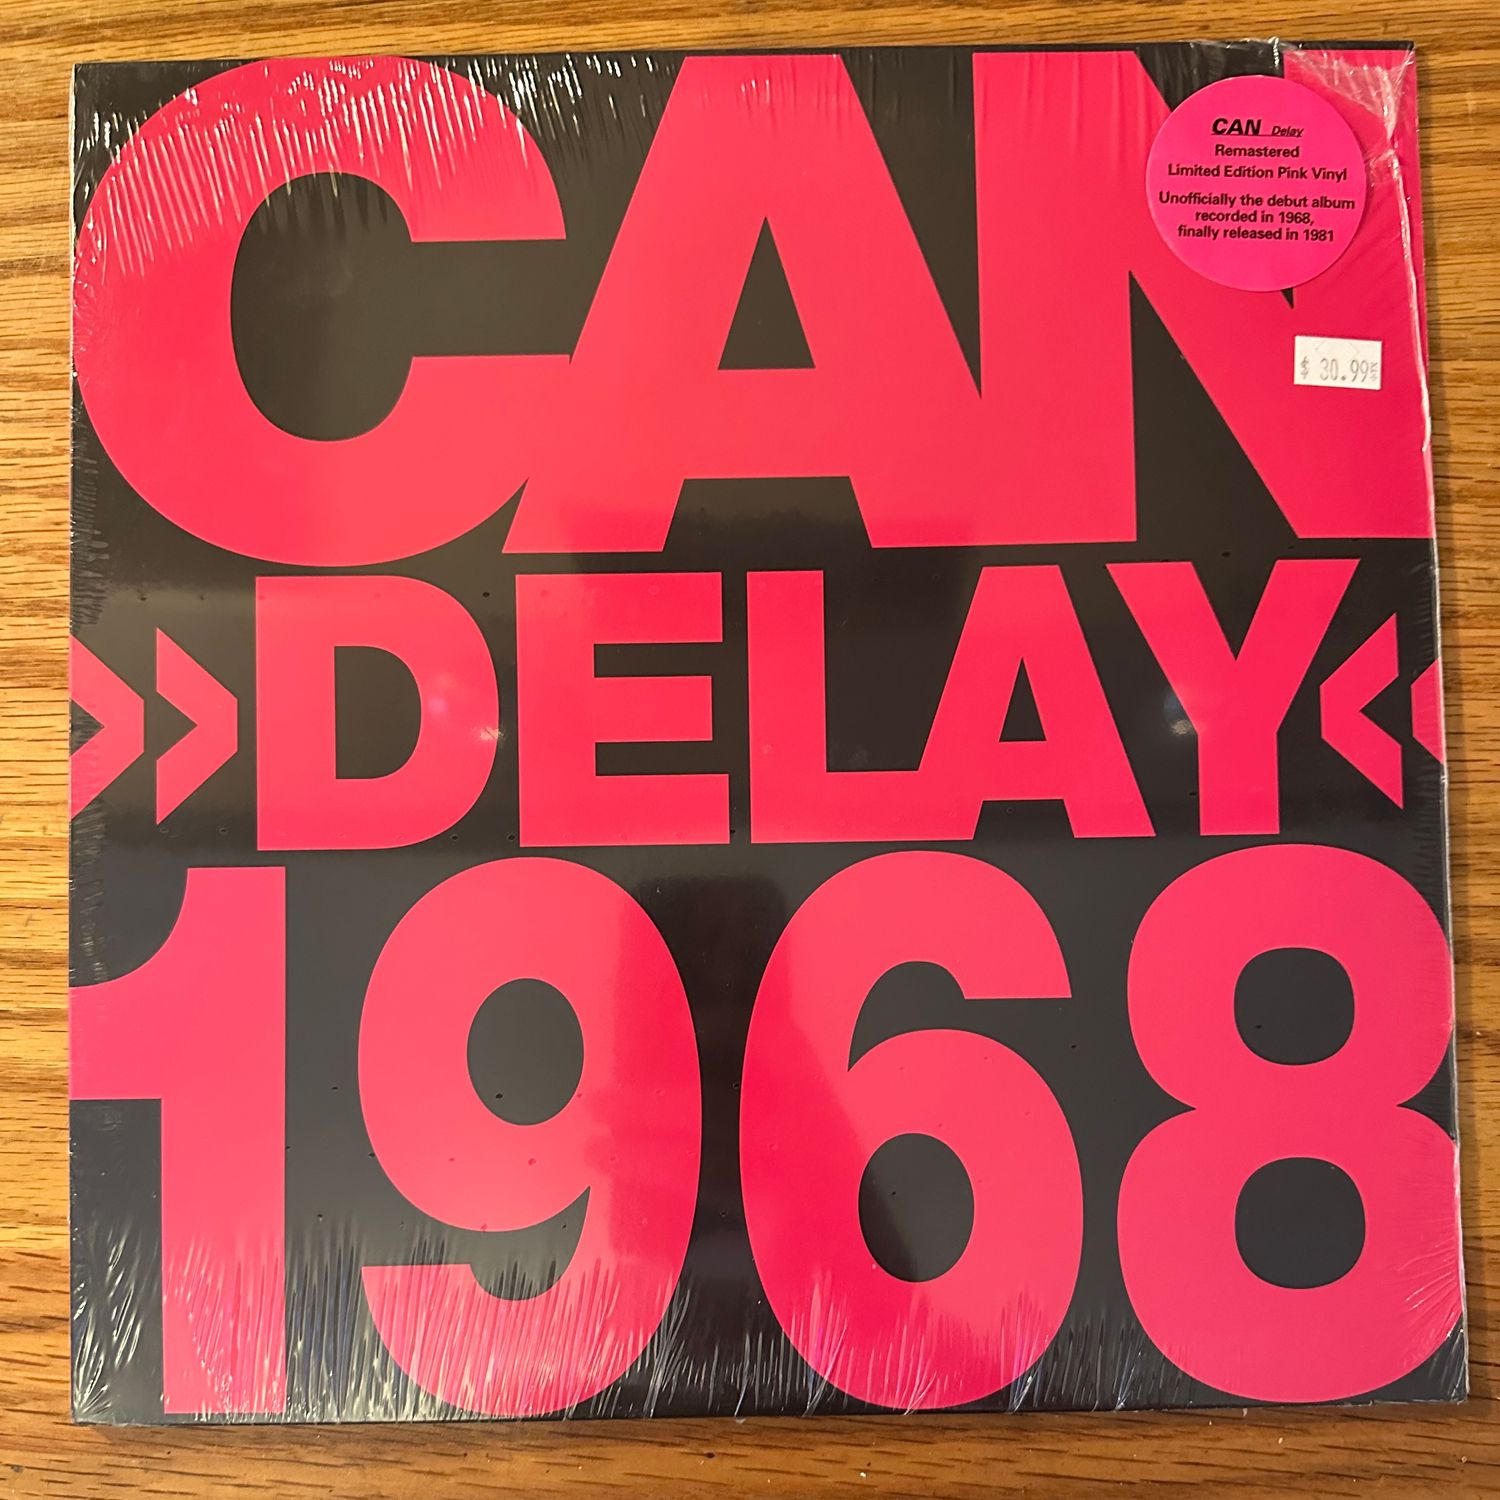 CAN
CAN Delay
Remastered
Limited Edition Pink Vinyl
Unofficially the debut album
recorded in 1968,
finally released in 1981
$ 30.99
»DELAY«
1968